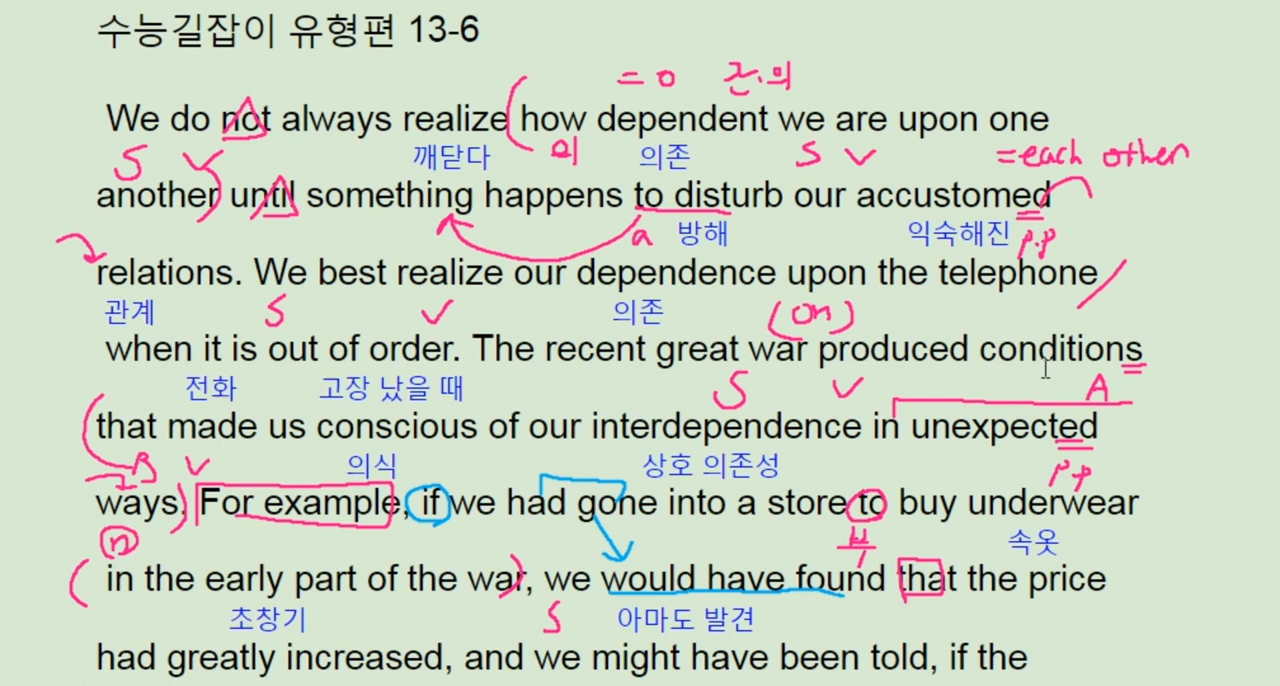 수능길잡이 유형편 13-6
= 0 간.의
We do not always realize how dependent we are upon one
S V 깨닫다 의 의존 S V =each other
another until something happens to disturb our accustomed
a 방해 익숙해진 p.p
relations. We best realize our dependence upon the telephone
관계 S V 의존 (on)
when it is out of order. The recent great war produced conditions
전화 고장 났을 때 S V A
that made us conscious of our interdependence in unexpected
B V 의식 상호 의존성 p.p
ways. For example, if we had gone into a store to buy underwear
n 부 속옷
in the early part of the war, we would have found that the price
초창기 S 아마도 발견
had greatly increased, and we might have been told, if the